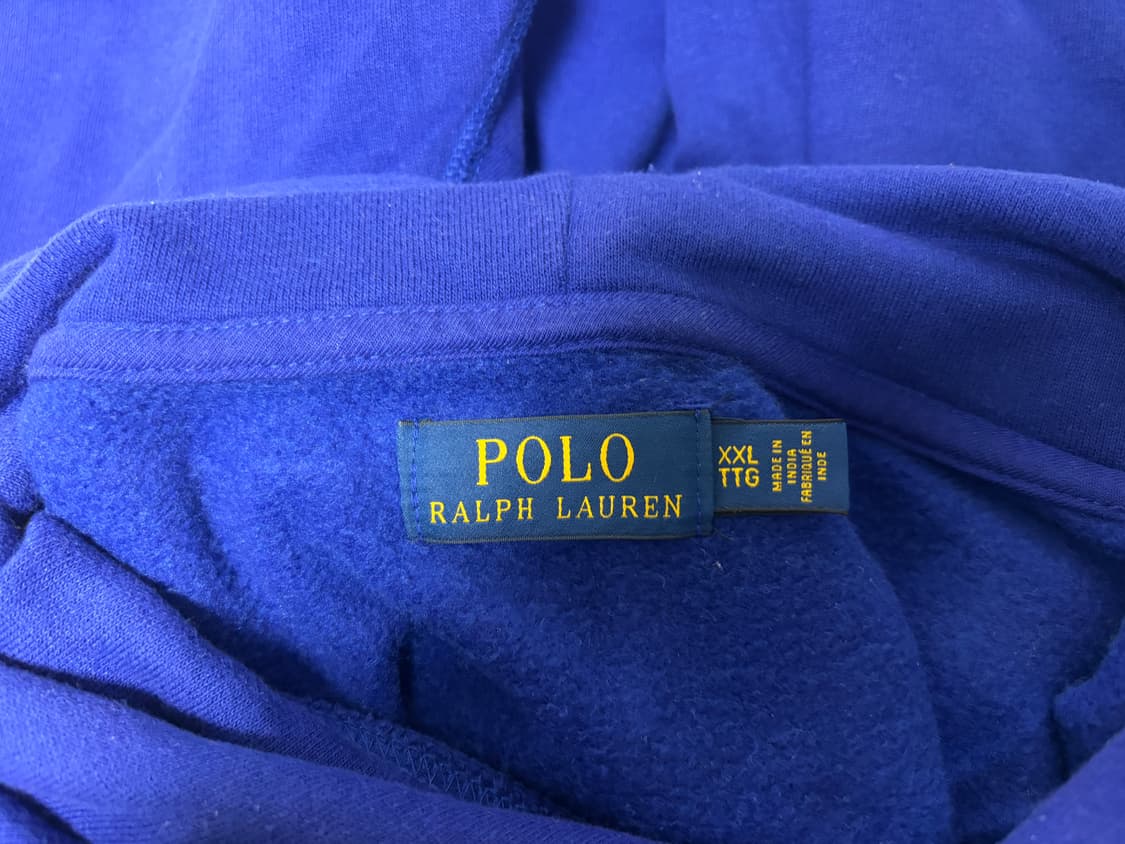 POLO
RALPH LAUREN
XXL
TTG
MADE IN
INDIA
FABRIQUÉ EN
INDE